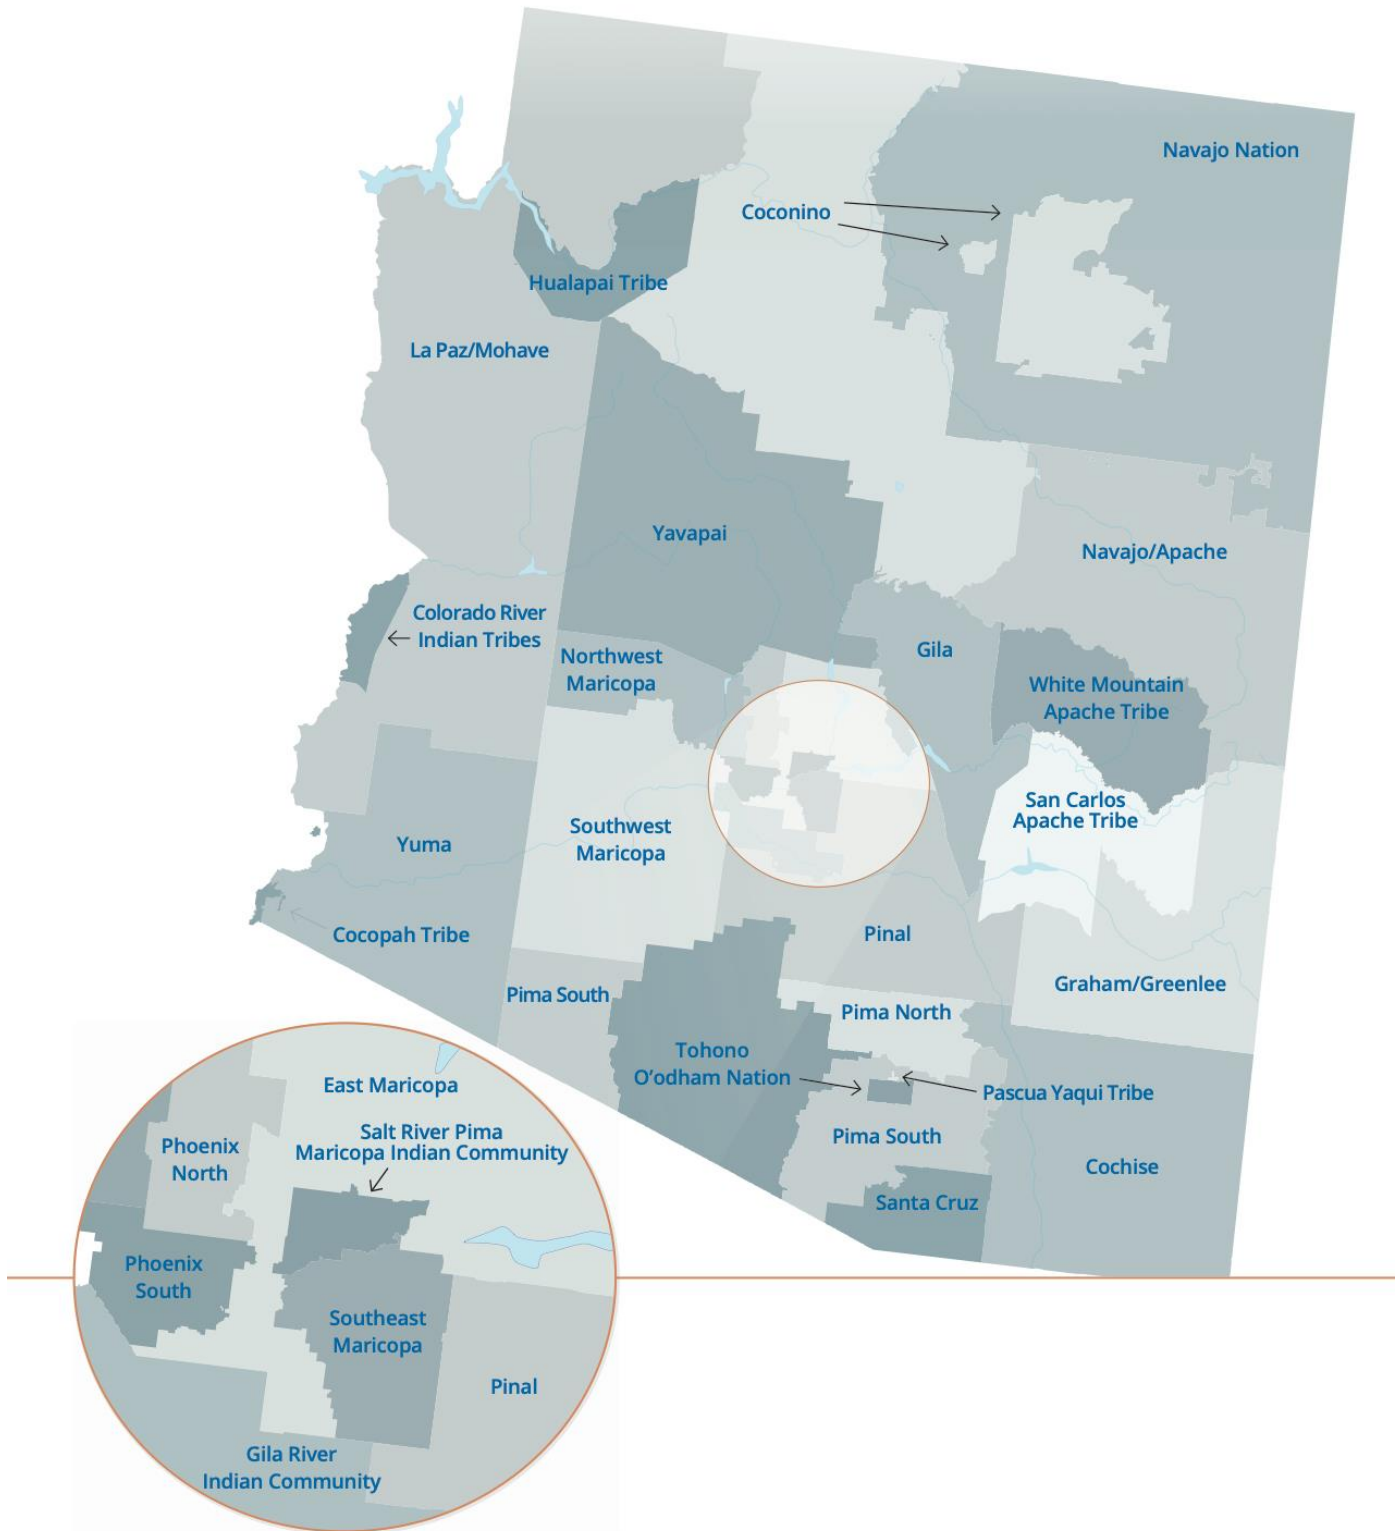 Navajo Nation
Coconino
Hualapai Tribe
La Paz/Mohave
Yavapai
Navajo/Apache
Colorado River
Indian Tribes
Gila
Northwest
Maricopa
White Mountain
Apache Tribe
San Carlos
Apache Tribe
Southwest
Maricopa
Yuma
Cocopah Tribe
Pinal
Graham/Greenlee
Pima South
Pima North
Tohono
O'odham Nation
Pascua Yaqui Tribe
Pima South
Cochise
Santa Cruz
East Maricopa
Salt River Pima
Maricopa Indian Community
Phoenix
North
Phoenix
South
Southeast
Maricopa
Pinal
Gila River
Indian Community